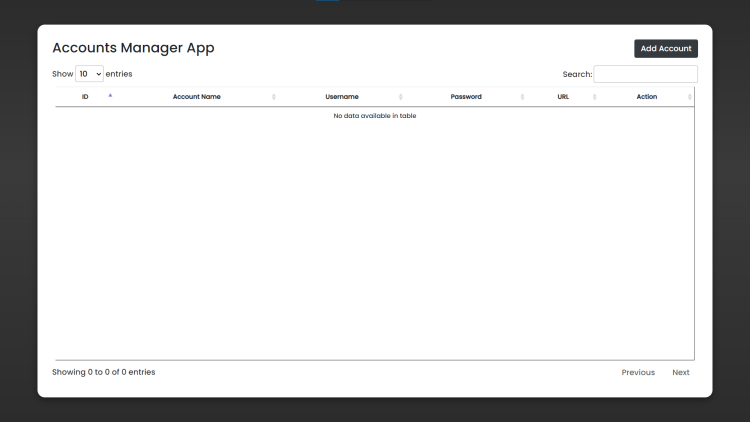 Accounts Manager App
Add Account
Show 10 entries
Search:
ID Account Name Username Password URL Action
No data available in table
Showing 0 to 0 of 0 entries
Previous Next